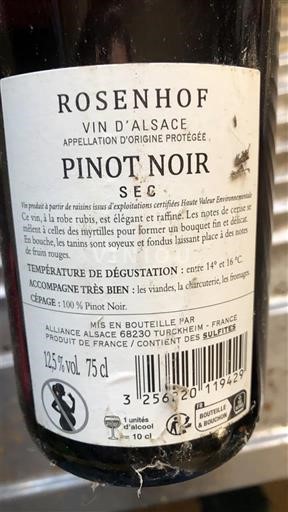 ROSENHOF
VIN D'ALSACE
APPELLATION D'ORIGINE PROTÉGÉE
PINOT NOIR
SEC
Vin produit à partir de raisins issus d'exploitations certifiées Haute Valeur Environnementale
Ce vin, à la robe rubis, est élégant et raffiné. Les notes de cerise se
mêlent à celles des myrtilles pour former un bouquet fin et délicat.
En bouche, les tanins sont soyeux et fondus laissant place à des notes
de fruits rouges.
TEMPÉRATURE DE DÉGUSTATION : entre 14° et 16 °C.
ACCOMPAGNE TRÈS BIEN : les viandes, la charcuterie, les fromages.
CÉPAGE : 100 % Pinot Noir.
MIS EN BOUTEILLE PAR
ALLIANCE ALSACE 68230 TURCKHEIM - FRANCE
PRODUIT DE FRANCE / CONTIENT DES SULFITES
12,5 % vol. 75 cl
3 256220 119429
1 unités
d'alcool
= 10 cl
FR
BOUTEILLE
& BOUCHON